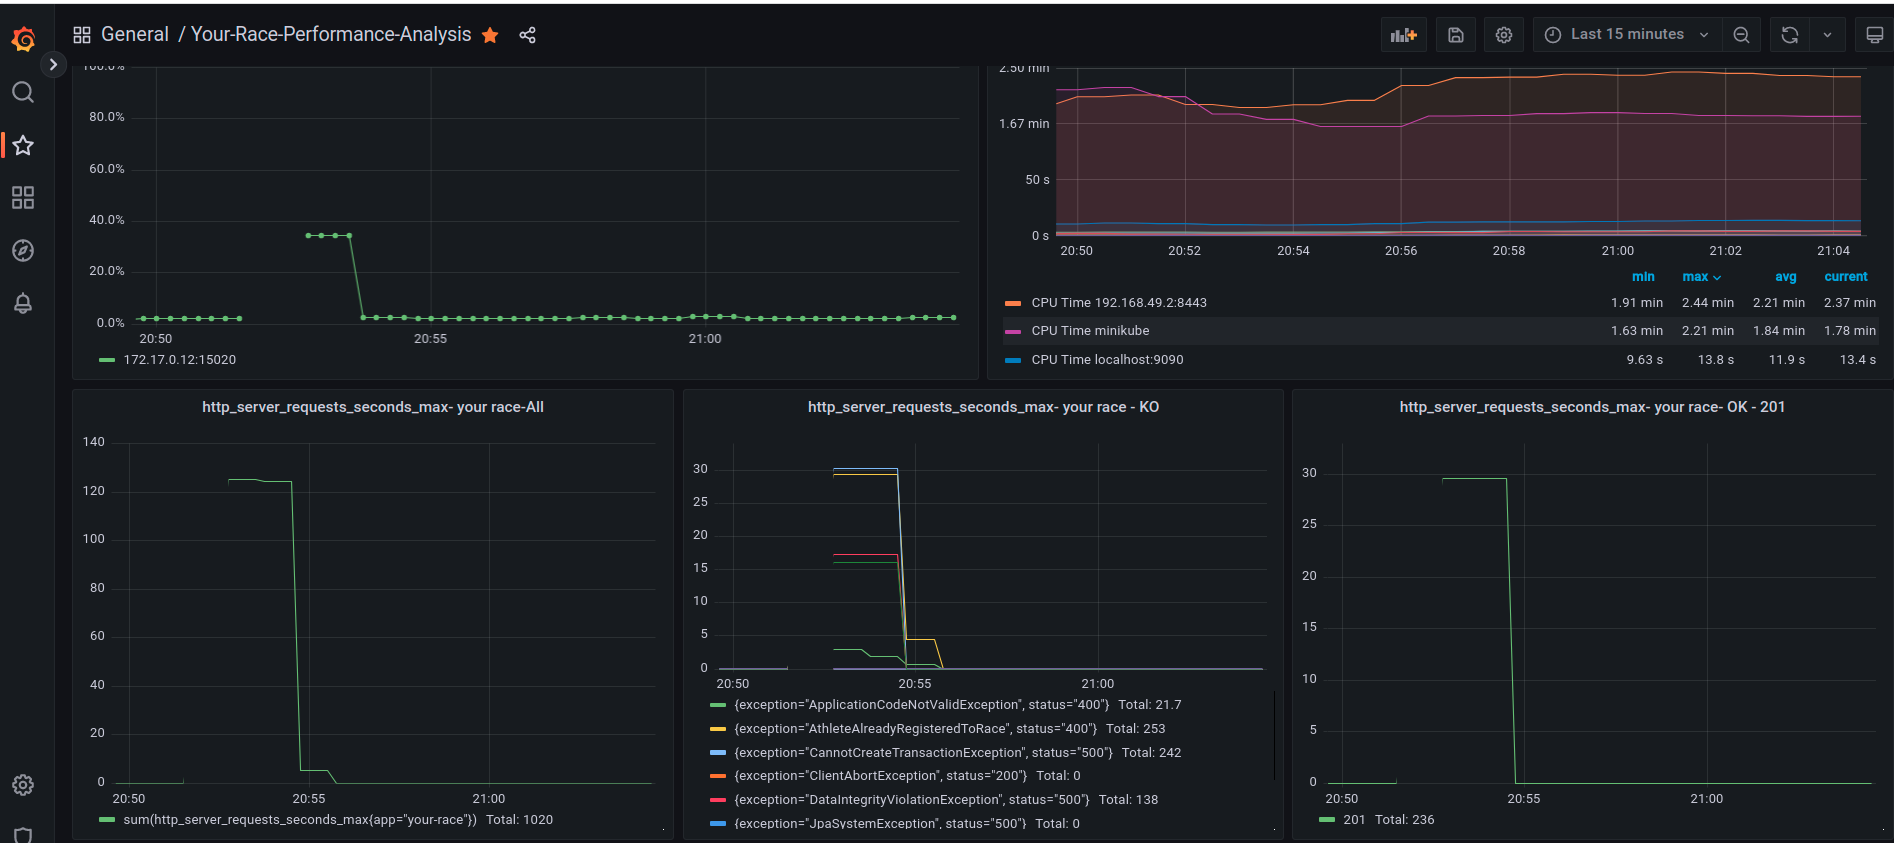 General / Your-Race-Performance-Analysis
Last 15 minutes
100.0%
80.0%
60.0%
40.0%
20.0%
0.0%
20:50 20:55 21:00
172.17.0.12:15020
2.50 min
1.67 min
50 s
0 s
20:50 20:52 20:54 20:56 20:58 21:00 21:02 21:04
min max avg current
CPU Time 192.168.49.2:8443 1.91 min 2.44 min 2.21 min 2.37 min
CPU Time minikube 1.63 min 2.21 min 1.84 min 1.78 min
CPU Time localhost:9090 9.63 s 13.8 s 11.9 s 13.4 s
http_server_requests_seconds_max- your race-All
140
120
100
80
60
40
20
0
20:50 20:55 21:00
sum(http_server_requests_seconds_max{app="your-race"}) Total: 1020
http_server_requests_seconds_max- your race - KO
30
25
20
15
10
5
0
20:50 20:55 21:00
{exception="ApplicationCodeNotValidException", status="400"} Total: 21.7
{exception="AthleteAlreadyRegisteredToRace", status="400"} Total: 253
{exception="CannotCreateTransactionException", status="500"} Total: 242
{exception="ClientAbortException", status="200"} Total: 0
{exception="DataIntegrityViolationException", status="500"} Total: 138
{exception="JpaSystemException", status="500"} Total: 0
http_server_requests_seconds_max- your race- OK - 201
30
25
20
15
10
5
0
20:50 20:55 21:00
201 Total: 236